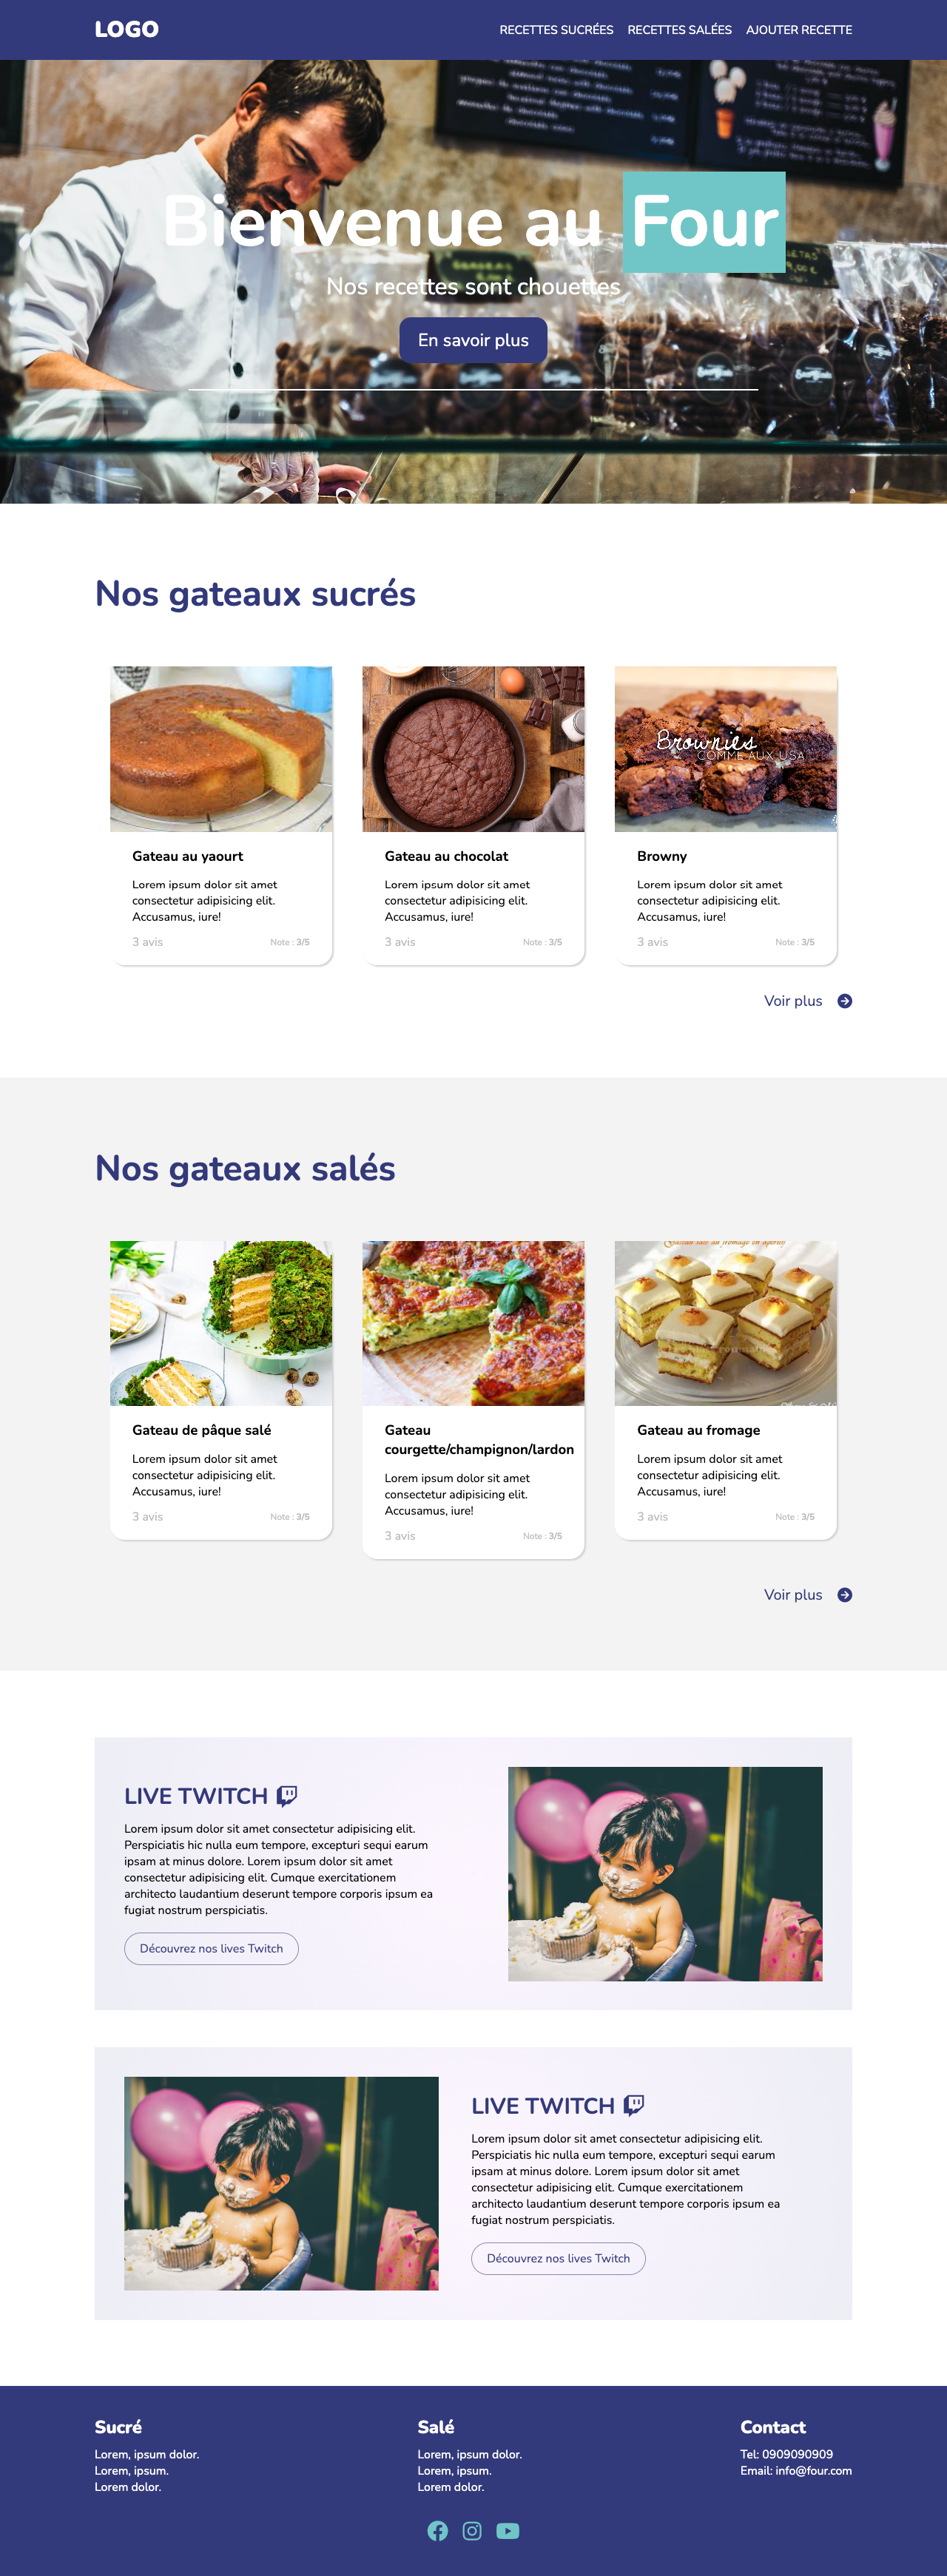 LOGO
RECETTES SUCRÉES RECETTES SALÉES AJOUTER RECETTE
Bienvenue au Four
Nos recettes sont chouettes
En savoir plus
Nos gateaux sucrés
Brownies
COMME AUX USA
Gateau au yaourt
Lorem ipsum dolor sit amet
consectetur adipisicing elit.
Accusamus, iure!
3 avis Note : 3/5
Gateau au chocolat
Lorem ipsum dolor sit amet
consectetur adipisicing elit.
Accusamus, iure!
3 avis Note : 3/5
Browny
Lorem ipsum dolor sit amet
consectetur adipisicing elit.
Accusamus, iure!
3 avis Note : 3/5
Voir plus
Nos gateaux salés
Gateau de pâque salé
Lorem ipsum dolor sit amet
consectetur adipisicing elit.
Accusamus, iure!
3 avis Note : 3/5
Gateau
courgette/champignon/lardon
Lorem ipsum dolor sit amet
consectetur adipisicing elit.
Accusamus, iure!
3 avis Note : 3/5
Gateau au fromage
Lorem ipsum dolor sit amet
consectetur adipisicing elit.
Accusamus, iure!
3 avis Note : 3/5
Voir plus
LIVE TWITCH
Lorem ipsum dolor sit amet consectetur adipisicing elit.
Perspiciatis hic nulla eum tempore, excepturi sequi earum
ipsam at minus dolore. Lorem ipsum dolor sit amet
consectetur adipisicing elit. Cumque exercitationem
architecto laudantium deserunt tempore corporis ipsum ea
fugiat nostrum perspiciatis.
Découvrez nos lives Twitch
LIVE TWITCH
Lorem ipsum dolor sit amet consectetur adipisicing elit.
Perspiciatis hic nulla eum tempore, excepturi sequi earum
ipsam at minus dolore. Lorem ipsum dolor sit amet
consectetur adipisicing elit. Cumque exercitationem
architecto laudantium deserunt tempore corporis ipsum ea
fugiat nostrum perspiciatis.
Découvrez nos lives Twitch
Sucré
Lorem, ipsum dolor.
Lorem, ipsum.
Lorem dolor.
Salé
Lorem, ipsum dolor.
Lorem, ipsum.
Lorem dolor.
Contact
Tel: 0909090909
Email: info@four.com